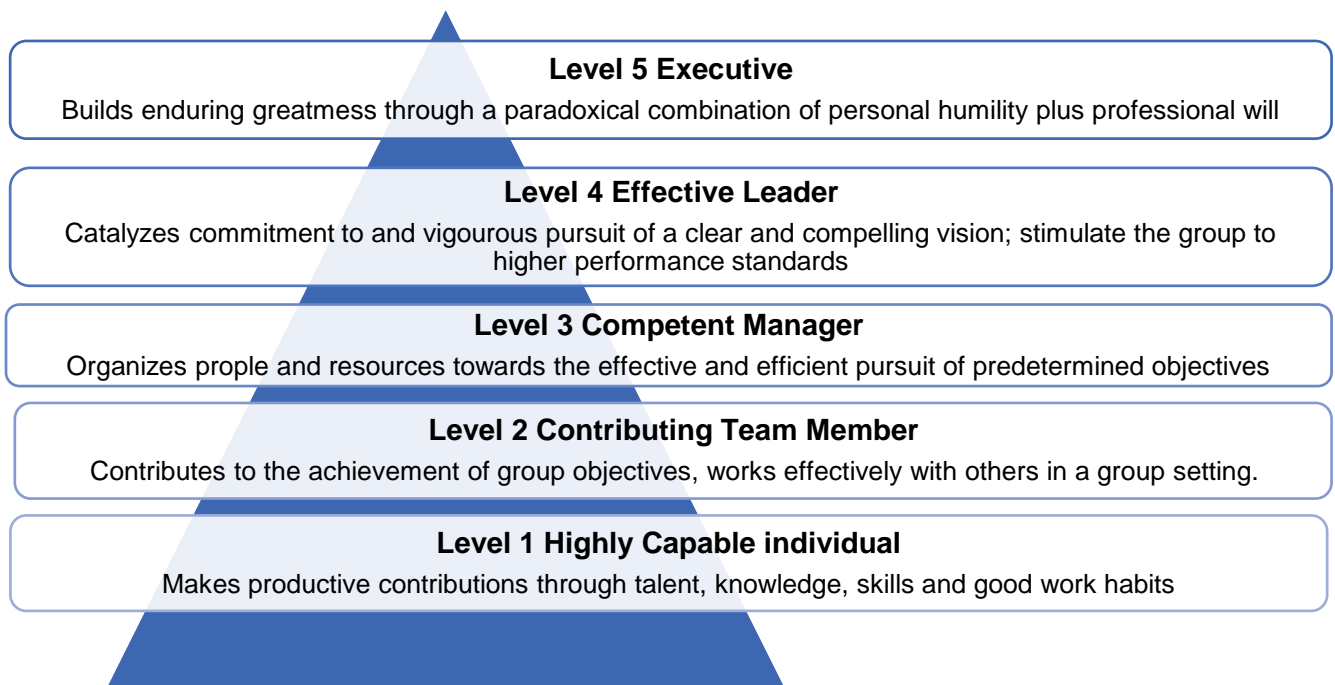 Level 5 Executive
Builds enduring greatmess through a paradoxical combination of personal humility plus professional will
Level 4 Effective Leader
Catalyzes commitment to and vigourous pursuit of a clear and compelling vision; stimulate the group to
higher performance standards
Level 3 Competent Manager
Organizes prople and resources towards the effective and efficient pursuit of predetermined objectives
Level 2 Contributing Team Member
Contributes to the achievement of group objectives, works effectively with others in a group setting.
Level 1 Highly Capable individual
Makes productive contributions through talent, knowledge, skills and good work habits